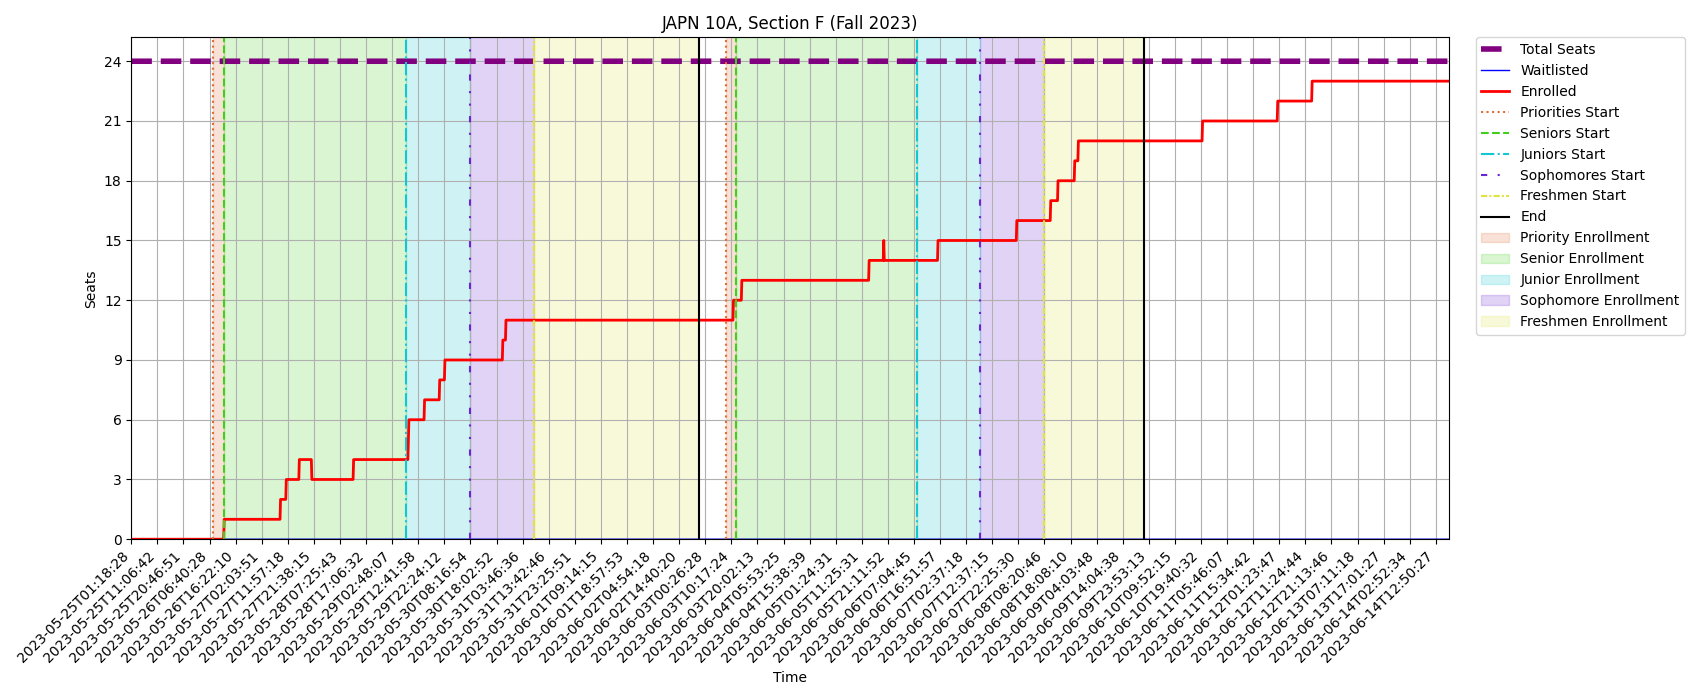 JAPN 10A, Section F (Fall 2023)
Seats
24
21
18
15
12
9
6
3
0
2023-05-25T01:18:28
2023-05-25T11:06:42
2023-05-25T20:46:51
2023-05-26T06:40:28
2023-05-26T16:22:10
2023-05-27T02:03:51
2023-05-27T11:57:18
2023-05-27T21:38:15
2023-05-28T07:25:43
2023-05-28T17:06:32
2023-05-29T02:48:07
2023-05-29T12:41:58
2023-05-29T22:24:12
2023-05-30T08:16:54
2023-05-30T18:02:52
2023-05-31T03:46:36
2023-05-31T13:42:46
2023-05-31T23:25:51
2023-06-01T09:14:15
2023-06-01T18:57:53
2023-06-02T04:54:18
2023-06-02T14:40:20
2023-06-03T00:26:28
2023-06-03T10:17:24
2023-06-03T20:02:13
2023-06-04T05:53:25
2023-06-04T15:38:39
2023-06-05T01:24:31
2023-06-05T11:25:31
2023-06-05T21:11:52
2023-06-06T07:04:45
2023-06-06T16:51:57
2023-06-07T02:37:18
2023-06-07T12:37:15
2023-06-07T22:25:30
2023-06-08T08:20:46
2023-06-08T18:08:10
2023-06-09T04:03:48
2023-06-09T14:04:38
2023-06-09T23:53:13
2023-06-10T09:52:15
2023-06-10T19:40:32
2023-06-11T05:46:07
2023-06-11T15:34:42
2023-06-12T01:23:47
2023-06-12T11:24:44
2023-06-12T21:13:46
2023-06-13T07:11:18
2023-06-13T17:01:27
2023-06-14T02:52:34
2023-06-14T12:50:27
Time
Total Seats
Waitlisted
Enrolled
Priorities Start
Seniors Start
Juniors Start
Sophomores Start
Freshmen Start
End
Priority Enrollment
Senior Enrollment
Junior Enrollment
Sophomore Enrollment
Freshmen Enrollment